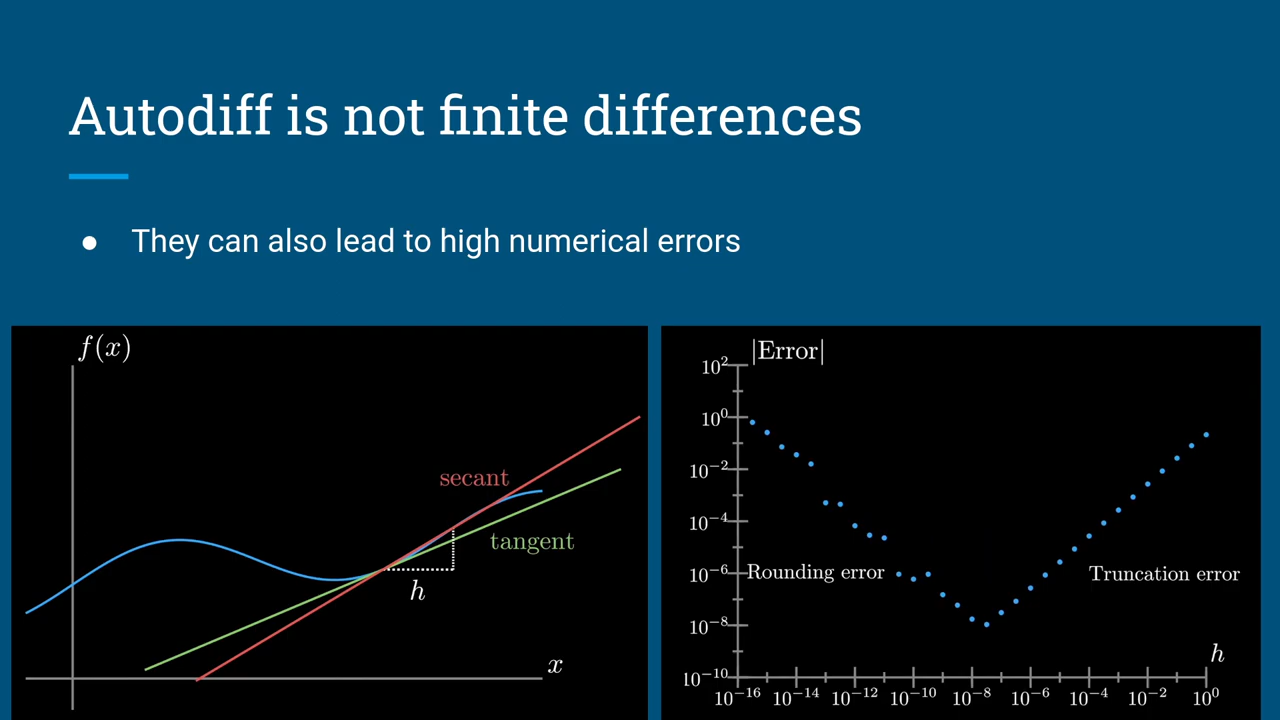 Autodiff is not finite differences
● They can also lead to high numerical errors
f(x)
secant
tangent
h
x
|Error|
10²
10⁰
10⁻²
10⁻⁴
10⁻⁶
Rounding error
Truncation error
10⁻⁸
h
10⁻¹⁰
10⁻¹⁶ 10⁻¹⁴ 10⁻¹² 10⁻¹⁰ 10⁻⁸ 10⁻⁶ 10⁻⁴ 10⁻² 10⁰